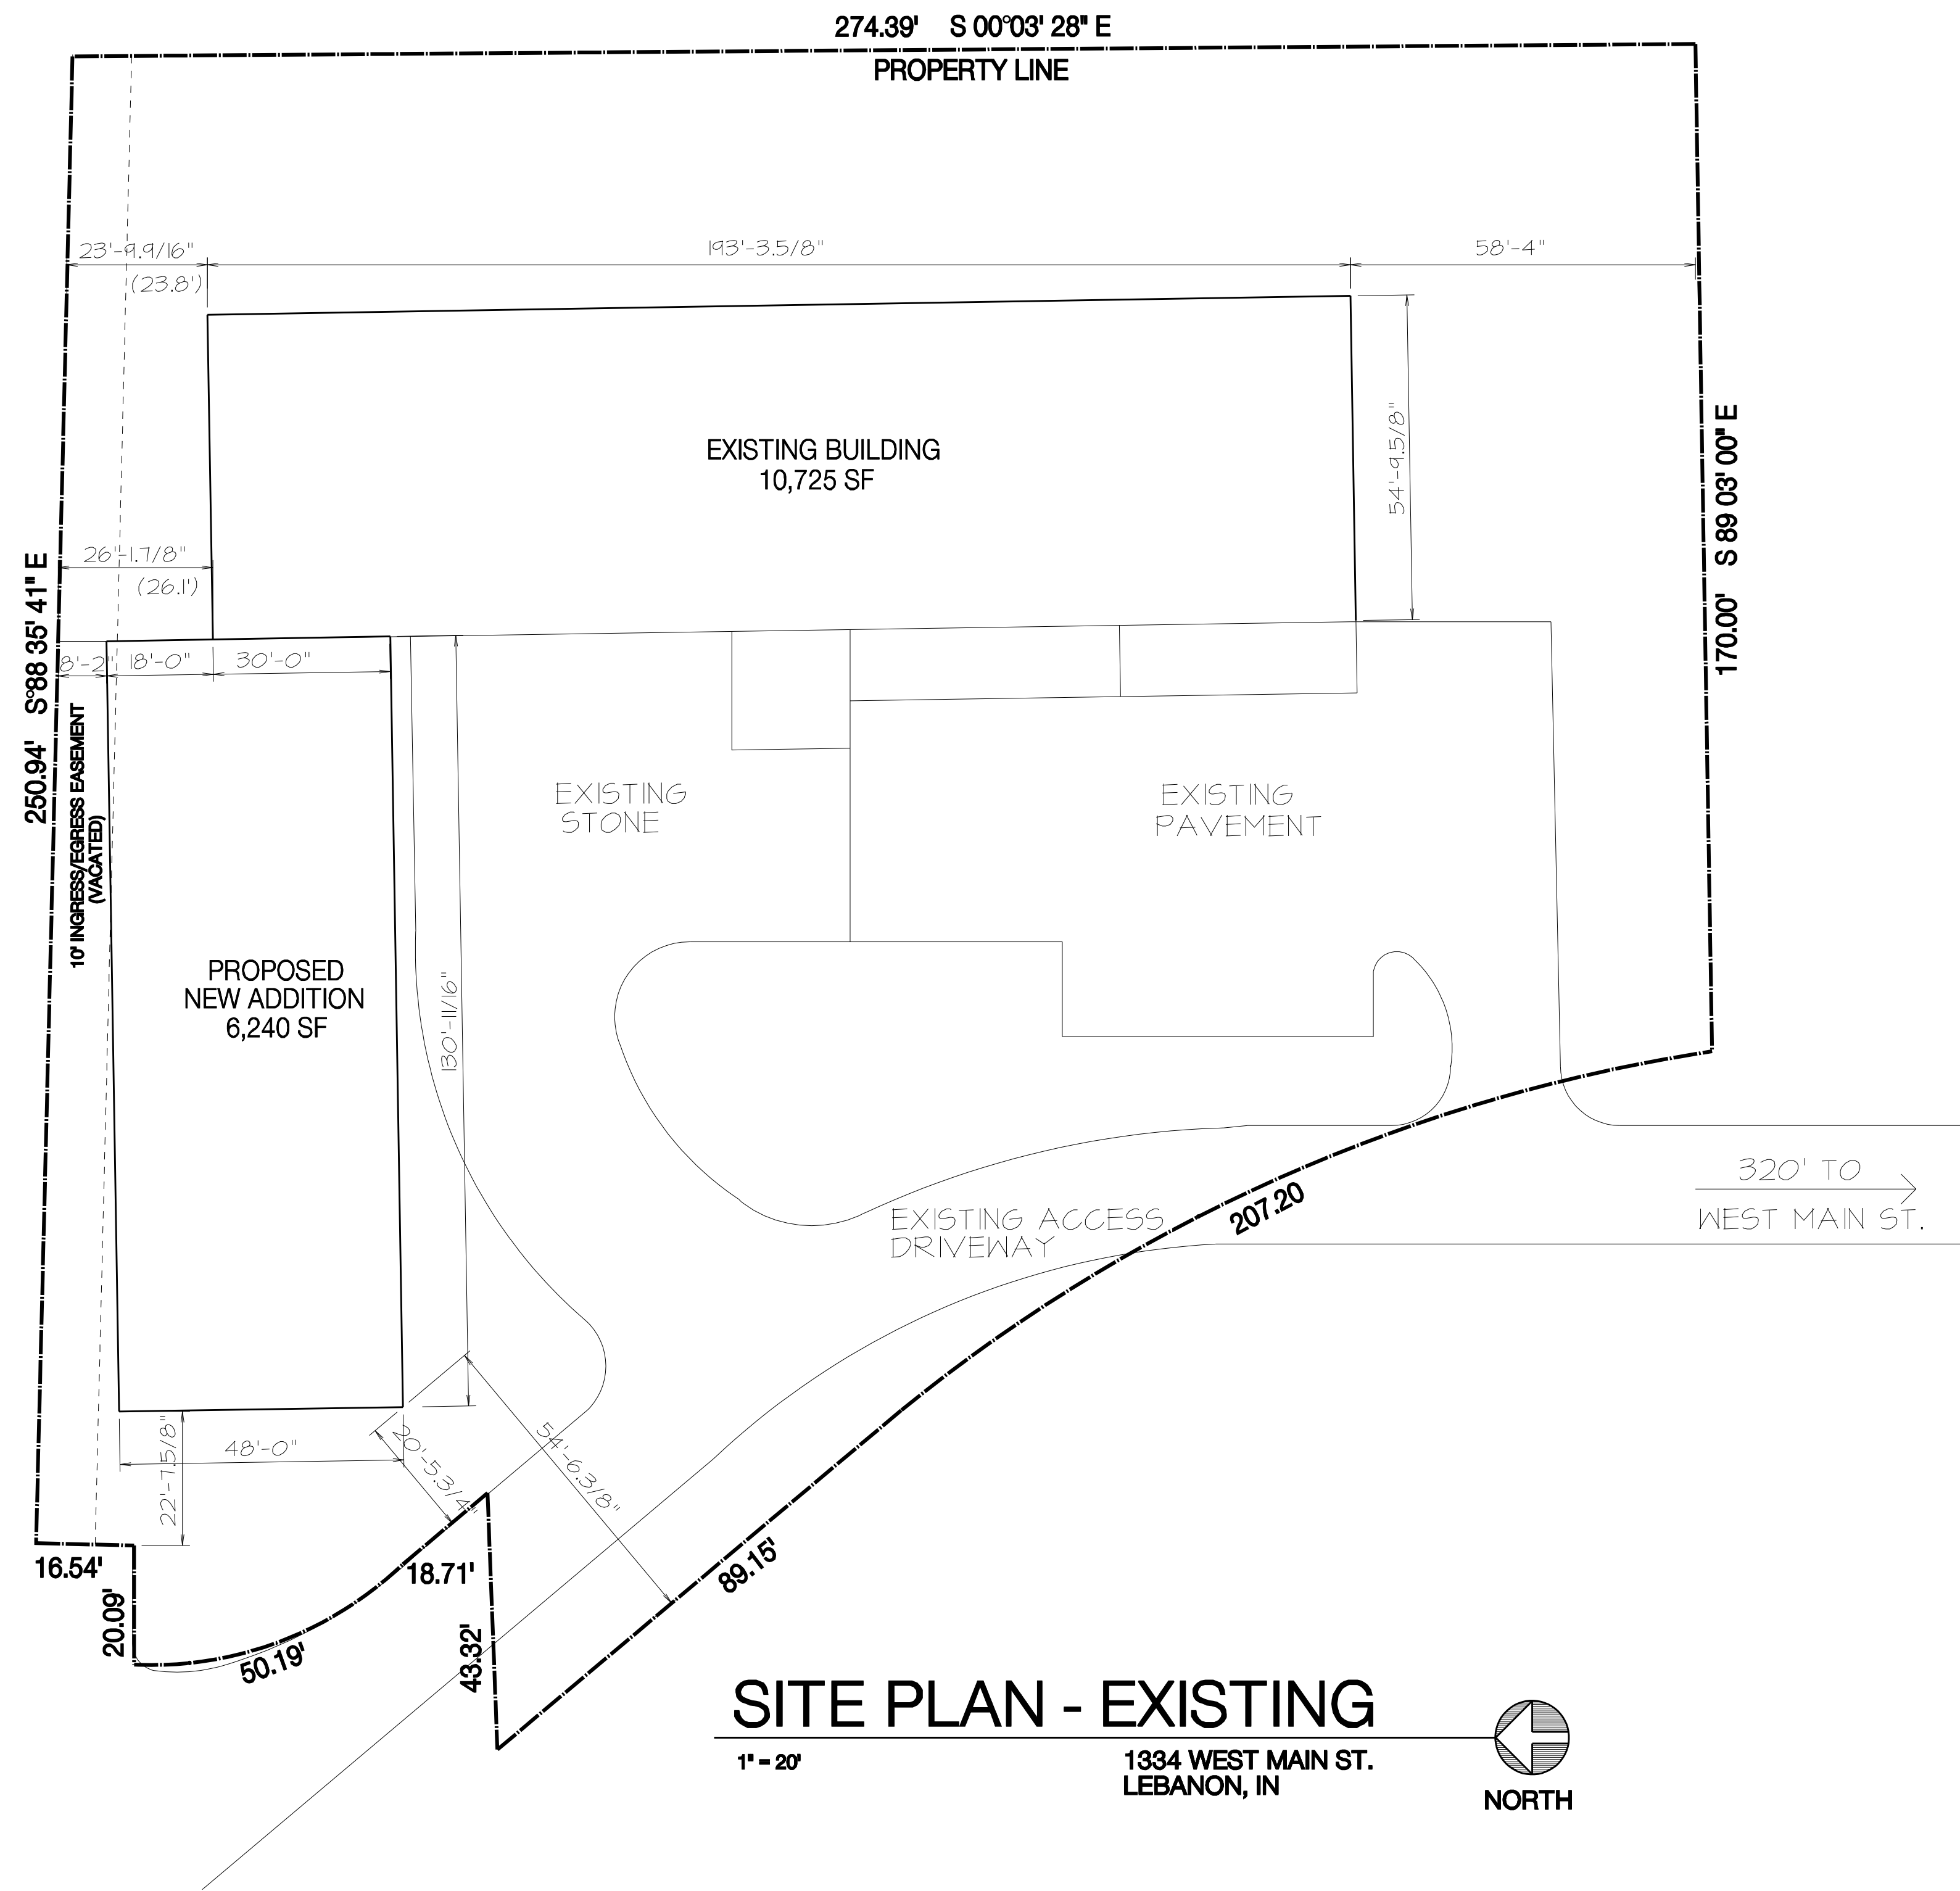 274.39' S 00°03' 28" E
PROPERTY LINE
23'-9.9/16"
(23.8')
193'-3.5/8"
58'-4"
54'-9.5/8"
EXISTING BUILDING
10,725 SF
170.00' S 89 03' 00" E
26'-1.7/8"
(26.1')
250.94' S°88 35' 41" E
8'-2"
18'-0"
30'-0"
10' INGRESS/EGRESS EASEMENT
(VACATED)
EXISTING
STONE
EXISTING
PAVEMENT
PROPOSED
NEW ADDITION
6,240 SF
130'-11/16"
320' TO
WEST MAIN ST.
EXISTING ACCESS
DRIVEWAY
207.20
48'-0"
22'-7.5/8"
20'-5.3/4"
54'-6.3/8"
16.54'
20.09'
50.19'
18.71'
43.32'
89.15'
SITE PLAN - EXISTING
1" = 20'
1334 WEST MAIN ST.
LEBANON, IN
NORTH